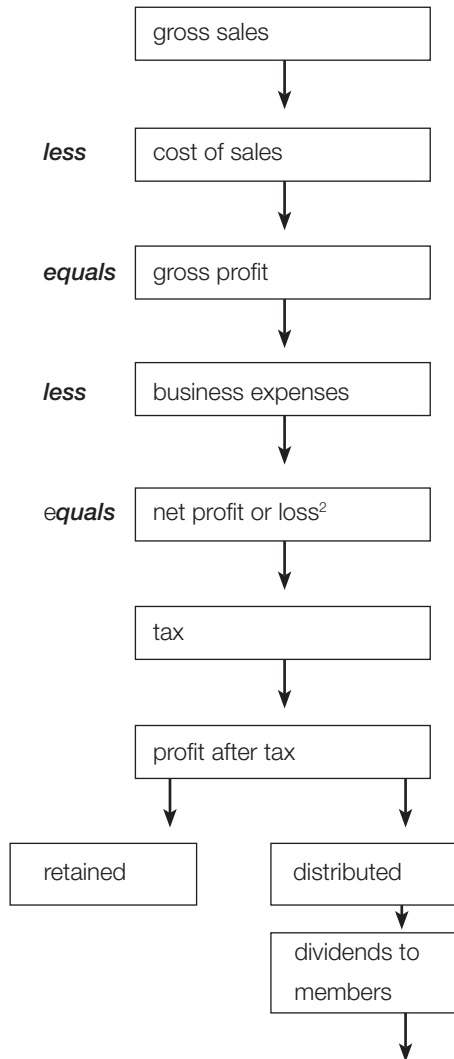 gross sales
less cost of sales
equals gross profit
less business expenses
equals net profit or loss²
tax
profit after tax
retained distributed
dividends to
members